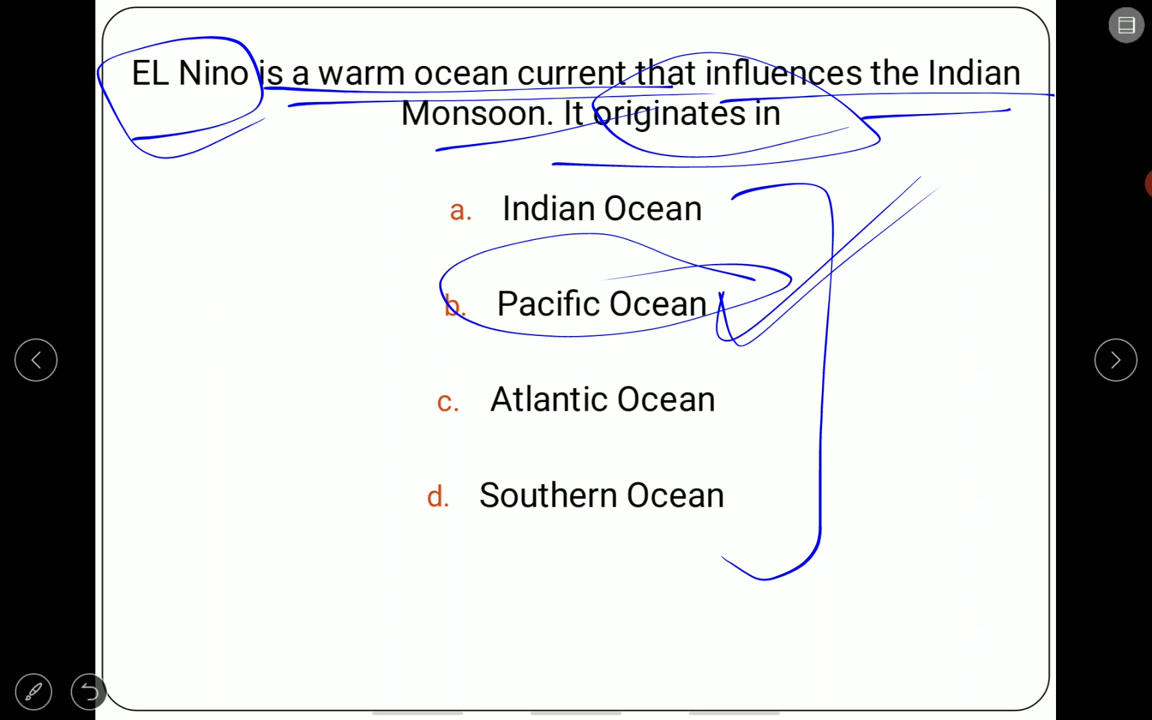 EL Nino is a warm ocean current that influences the Indian
Monsoon. It originates in
a. Indian Ocean
b. Pacific Ocean
c. Atlantic Ocean
d. Southern Ocean